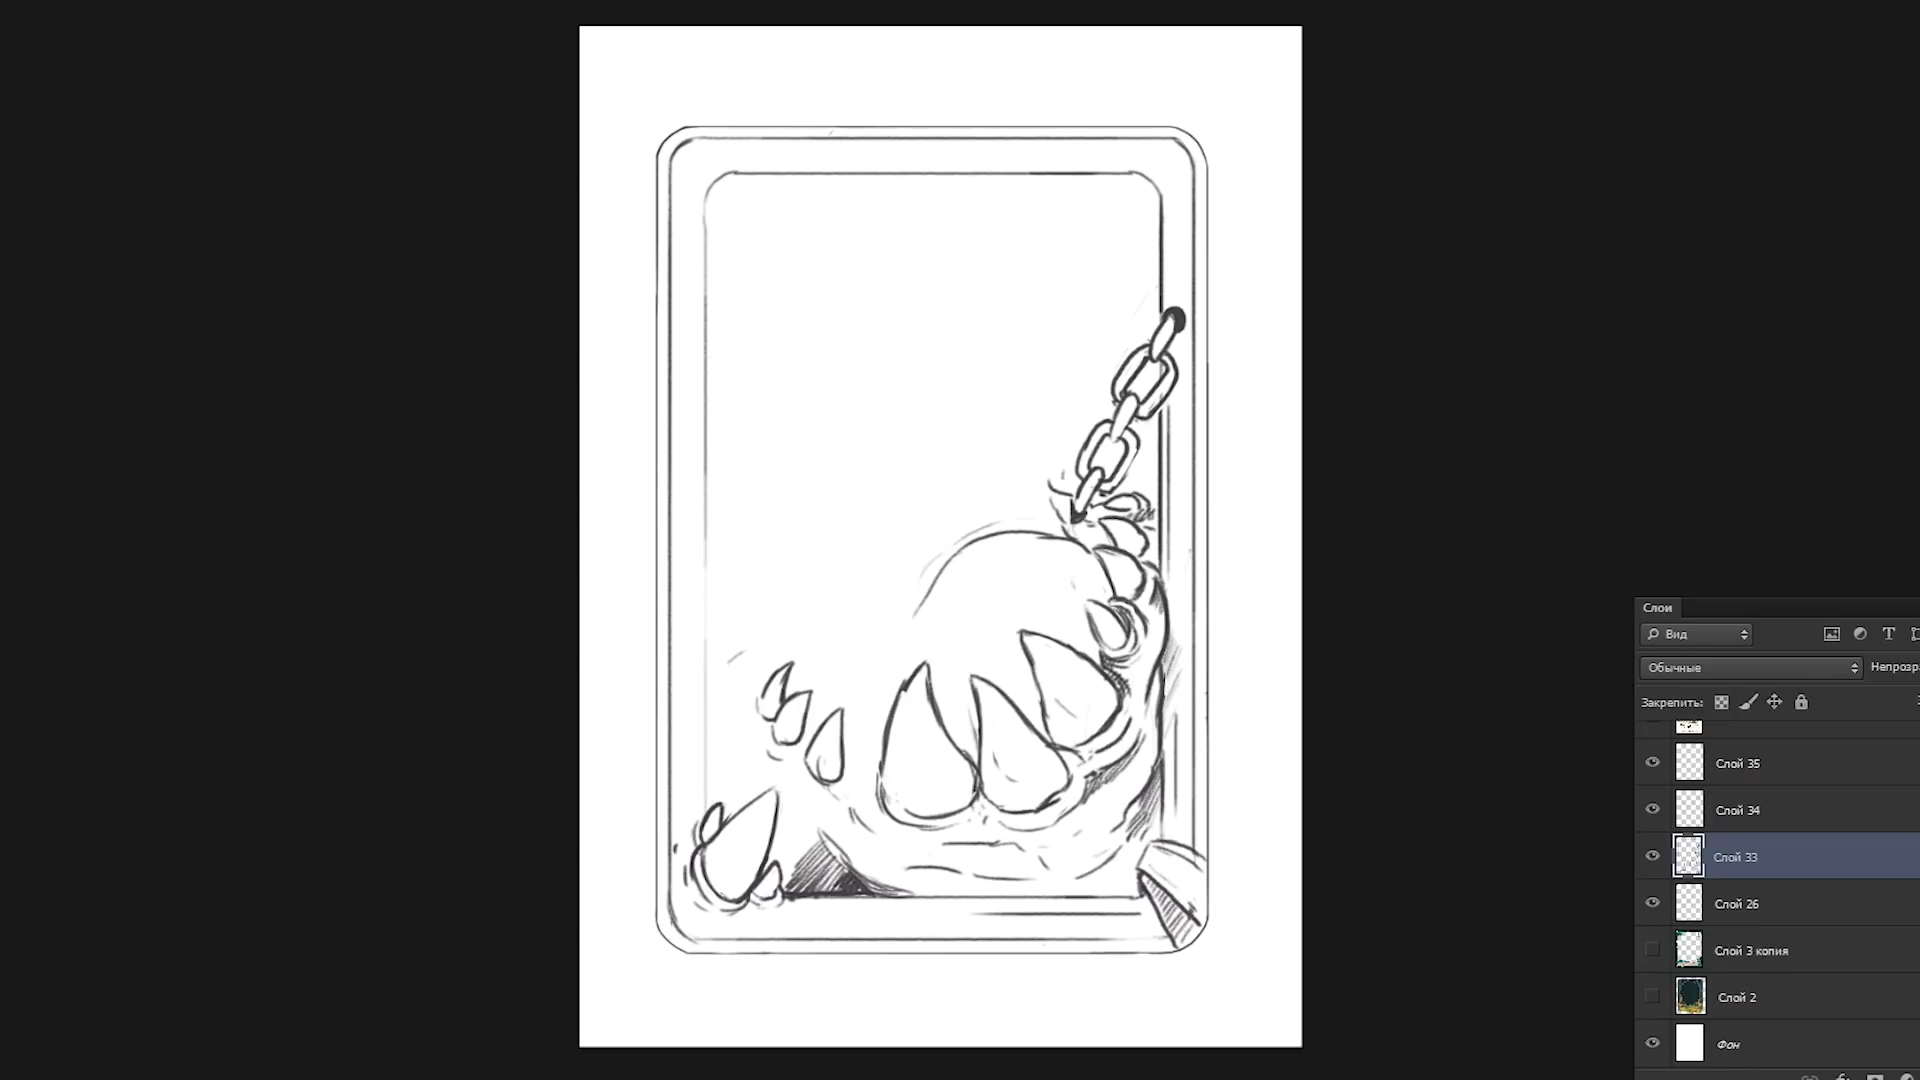 Слои
Вид
T
Обычные
Непрозр
Закрепить:
Слой 35
Слой 34
Слой 33
Слой 26
Слой 3 копия
Слой 2
Фон